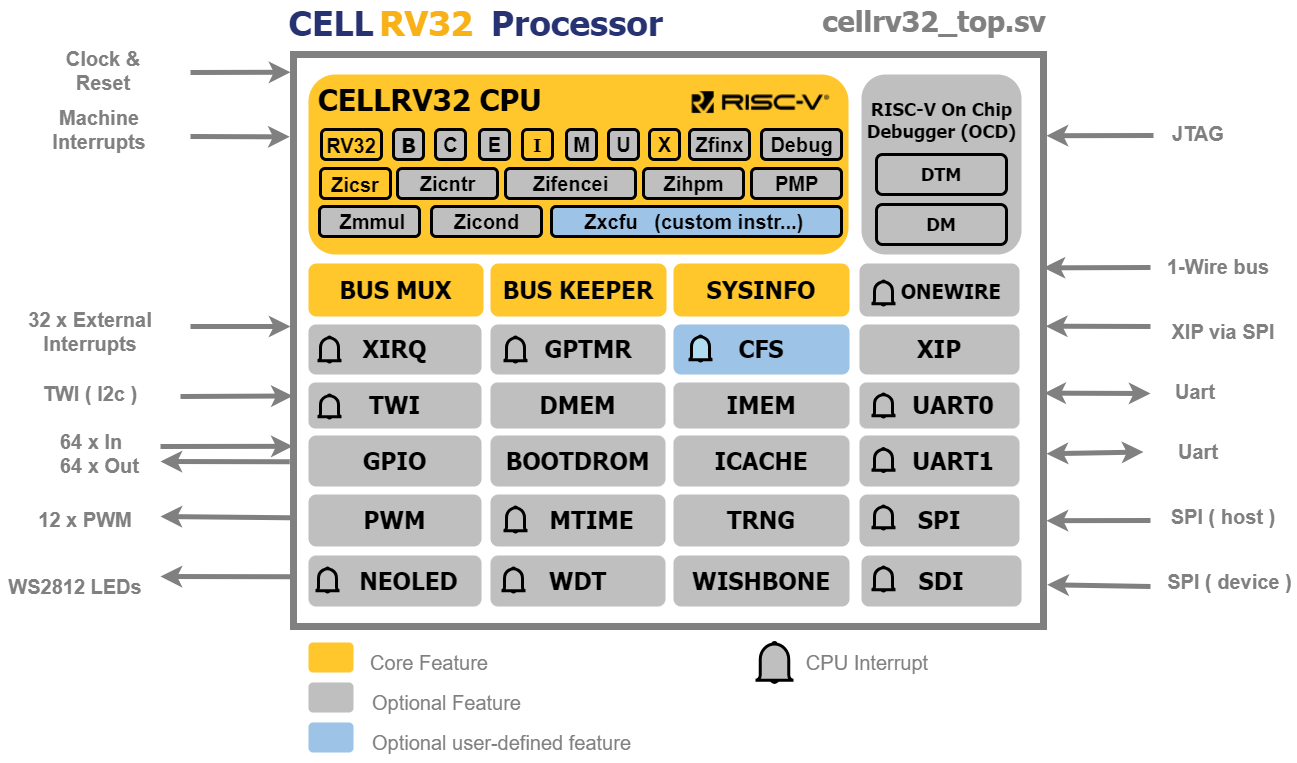 CELLRV32 Processor
cellrv32_top.sv
Clock &
Reset
Machine
Interrupts
32 x External
Interrupts
TWI ( I2c )
64 x In
64 x Out
12 x PWM
WS2812 LEDs
CELLRV32 CPU
RISC-V®
RV32 B C E I M U X Zfinx Debug
Zicsr Zicntr Zifencei Zihpm PMP
Zmmul Zicond Zxcfu (custom instr...)
RISC-V On Chip
Debugger (OCD)
DTM
DM
BUS MUX BUS KEEPER SYSINFO ONEWIRE
XIRQ GPTMR CFS XIP
TWI DMEM IMEM UART0
GPIO BOOTDROM ICACHE UART1
PWM MTIME TRNG SPI
NEOLED WDT WISHBONE SDI
JTAG
1-Wire bus
XIP via SPI
Uart
Uart
SPI ( host )
SPI ( device )
Core Feature
Optional Feature
Optional user-defined feature
CPU Interrupt